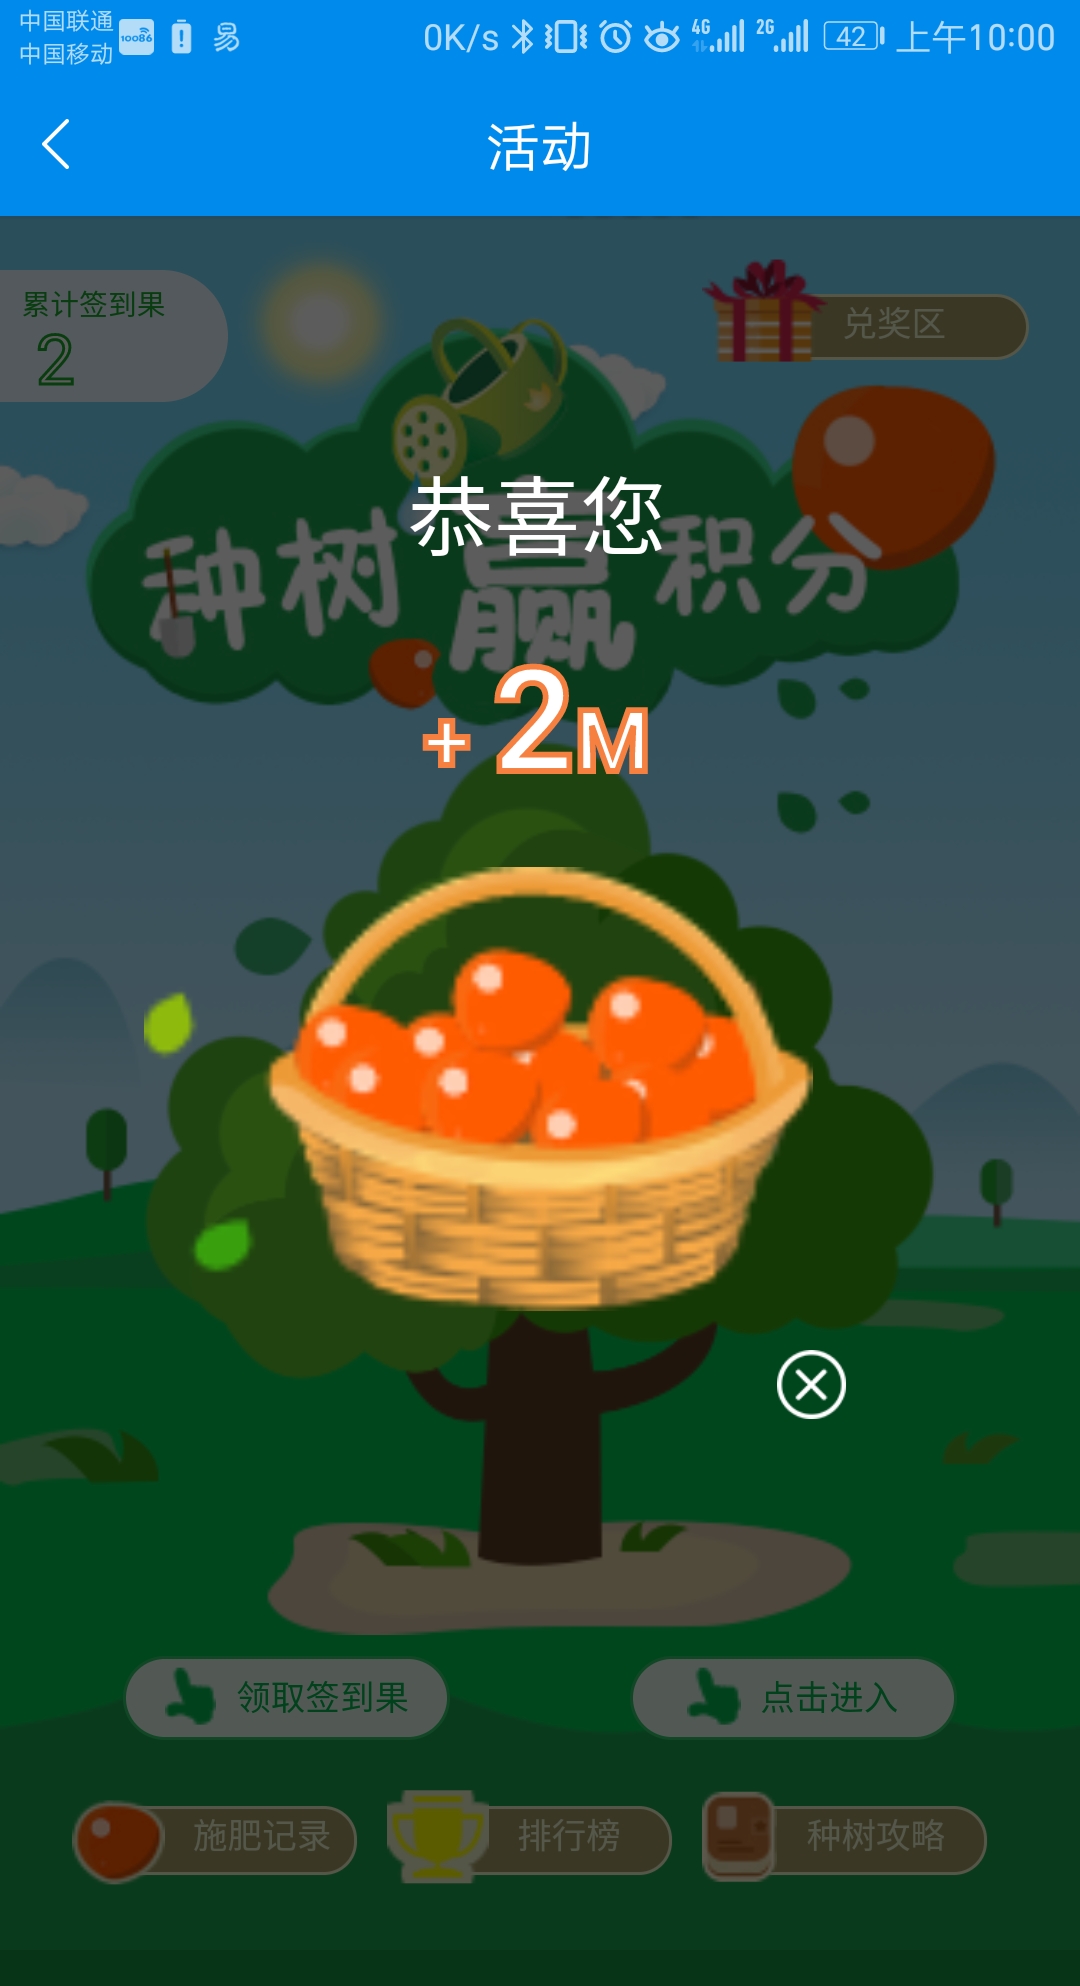 中国联通
中国移动
10086
0K/s
4G
2G
42
上午10:00
活动
累计签到果
2
兑奖区
种树赢积分
恭喜您
+2M
领取签到果
点击进入
施肥记录
排行榜
种树攻略